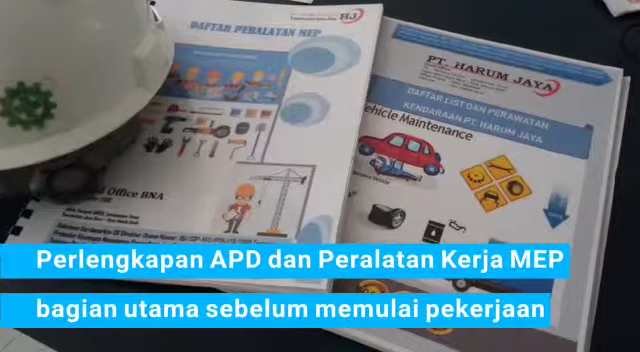 HJ
DAFTAR PERALATAN MEP
Office BNA
PT. HARUM JAYA
DAFTAR LIST DAN PERAWATAN
KENDARAAN PT. HARUM JAYA
Vehicle Maintenance
Perlengkapan APD dan Peralatan Kerja MEP
bagian utama sebelum memulai pekerjaan